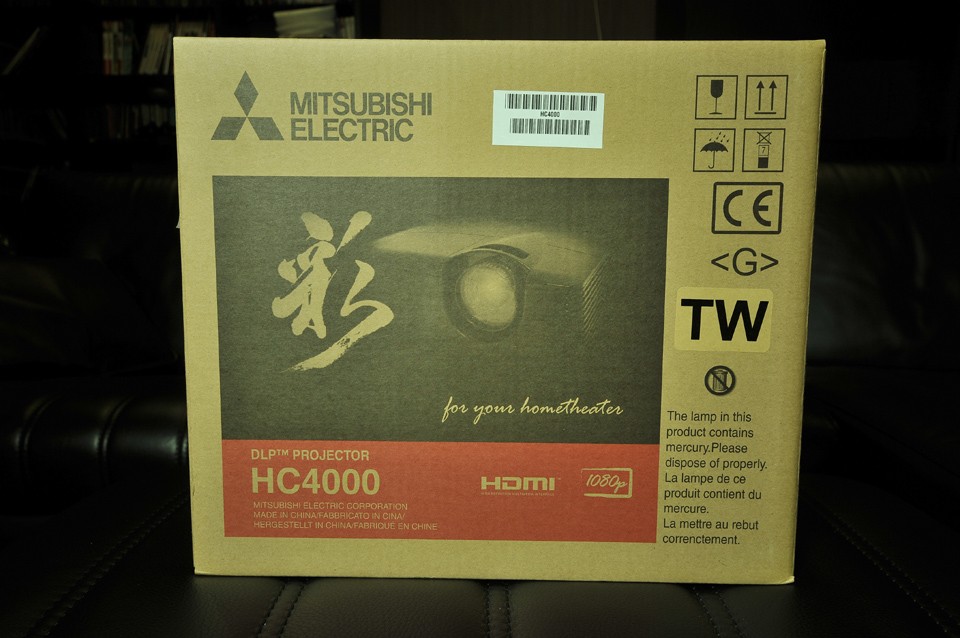 MITSUBISHI
ELECTRIC
HC4000
7
CE
<G>
TW
彩
for your hometheater
DLP™ PROJECTOR
HC4000
MITSUBISHI ELECTRIC CORPORATION
MADE IN CHINA/FABBRICATO IN CINA/
HERGESTELLT IN CHINA/FABRIQUE EN CHINE
HDMI
1080p
The lamp in this
product contains
mercury.Please
dispose of properly.
La lampe de ce
produit contient du
mercure.
La mettre au rebut
correnctement.